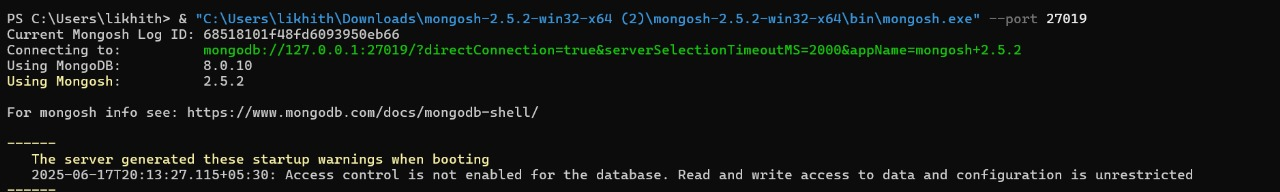 PS C:\Users\likhith> & "C:\Users\likhith\Downloads\mongosh-2.5.2-win32-x64 (2)\mongosh-2.5.2-win32-x64\bin\mongosh.exe" --port 27019
Current Mongosh Log ID: 68518101f48fd6093950eb66
Connecting to:          mongodb://127.0.0.1:27019/?directConnection=true&serverSelectionTimeoutMS=2000&appName=mongosh+2.5.2
Using MongoDB:          8.0.10
Using Mongosh:          2.5.2
For mongosh info see: https://www.mongodb.com/docs/mongodb-shell/
------
   The server generated these startup warnings when booting
   2025-06-17T20:13:27.115+05:30: Access control is not enabled for the database. Read and write access to data and configuration is unrestricted
------